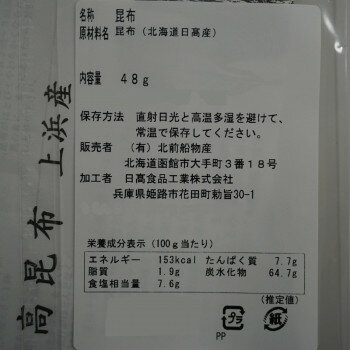 名称 昆布
原材料名 昆布（北海道日高産）
内容量 48g
保存方法 直射日光と高温多湿を避けて、
常温で保存してください。
販売者 （有）北前船物産
北海道函館市大手町3番18号
加工者 日高食品工業株式会社
兵庫県姫路市花田町勅旨30-1
栄養成分表示（100g当たり）
エネルギー 153kcal たんぱく質 7.7g
脂質 1.9g 炭水化物 64.7g
食塩相当量 7.6g
（推定値）
プラ 紙
PP
高昆布 上浜産